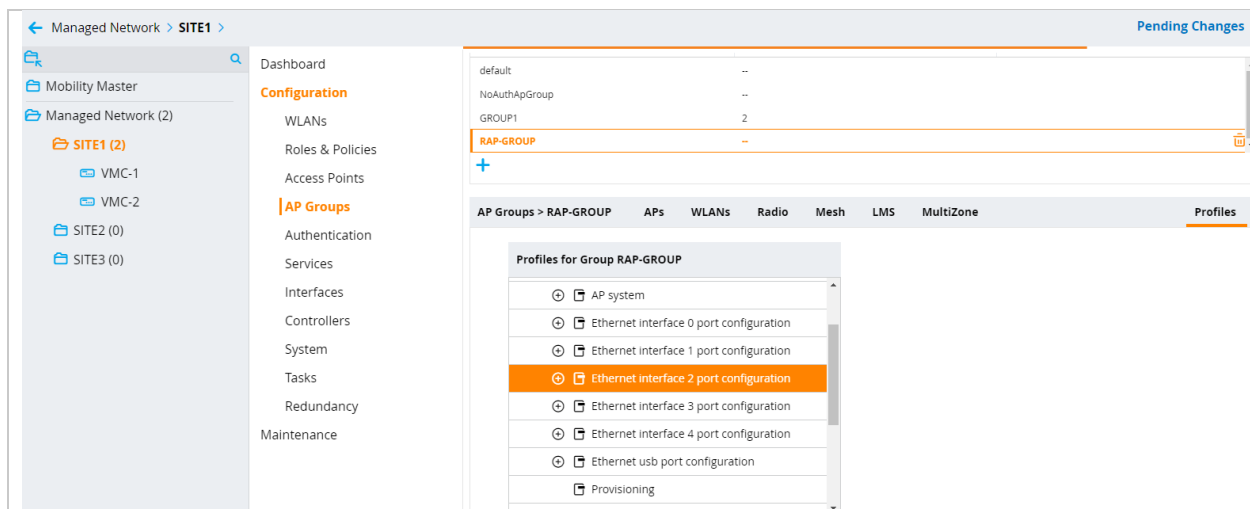 Managed Network > SITE1 >
Pending Changes
Mobility Master
Managed Network (2)
SITE1 (2)
VMC-1
VMC-2
SITE2 (0)
SITE3 (0)
Dashboard
Configuration
WLANs
Roles & Policies
Access Points
AP Groups
Authentication
Services
Interfaces
Controllers
System
Tasks
Redundancy
Maintenance
default --
NoAuthApGroup --
GROUP1 2
RAP-GROUP --
+
AP Groups > RAP-GROUP APs WLANs Radio Mesh LMS MultiZone Profiles
Profiles for Group RAP-GROUP
AP system
Ethernet interface 0 port configuration
Ethernet interface 1 port configuration
Ethernet interface 2 port configuration
Ethernet interface 3 port configuration
Ethernet interface 4 port configuration
Ethernet usb port configuration
Provisioning